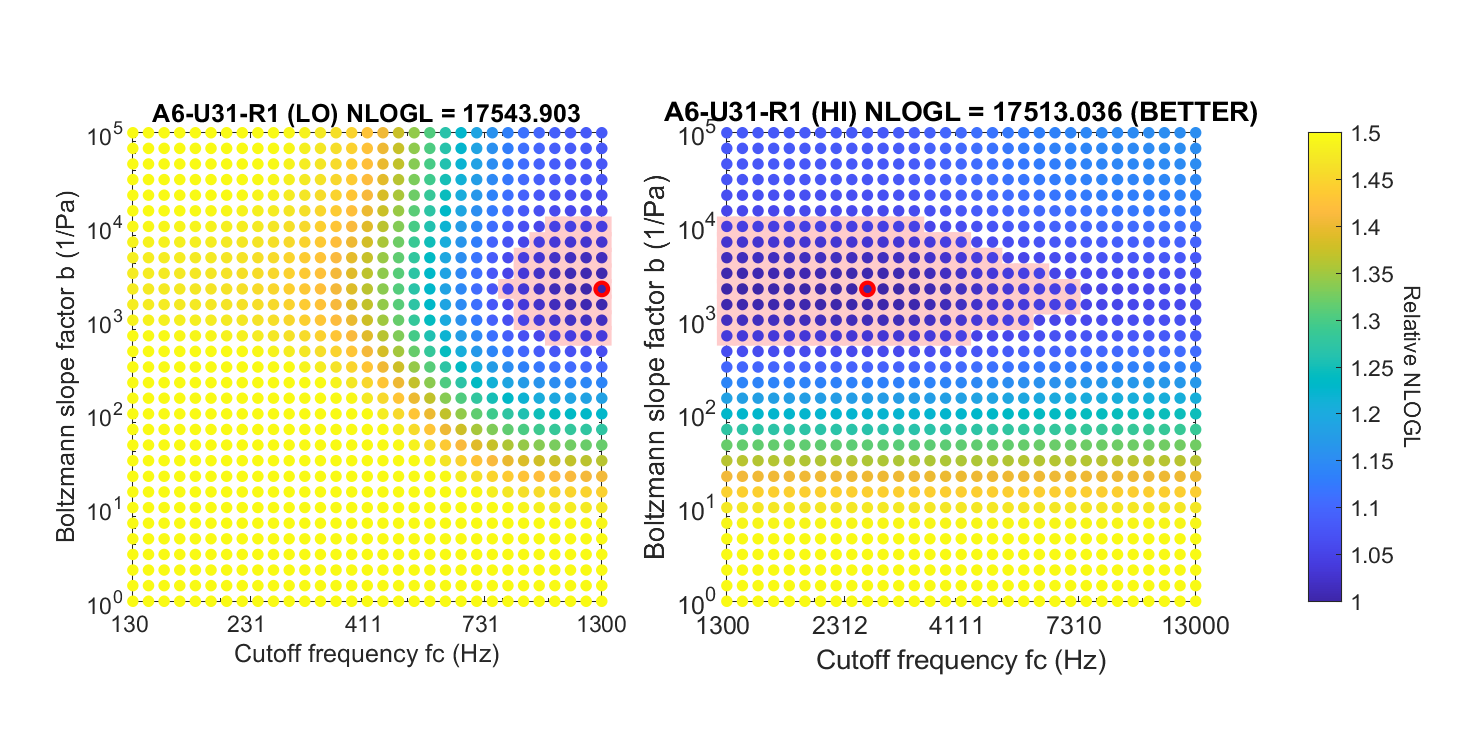 A6-U31-R1 (LO) NLOGL = 17543.903
10^5
10^4
10^3
10^2
10^1
10^0
Boltzmann slope factor b (1/Pa)
130 231 411 731 1300
Cutoff frequency fc (Hz)
A6-U31-R1 (HI) NLOGL = 17513.036 (BETTER)
10^5
10^4
10^3
10^2
10^1
10^0
Boltzmann slope factor b (1/Pa)
1300 2312 4111 7310 13000
Cutoff frequency fc (Hz)
1.5
1.45
1.4
1.35
1.3
1.25
1.2
1.15
1.1
1.05
1
Relative NLOGL